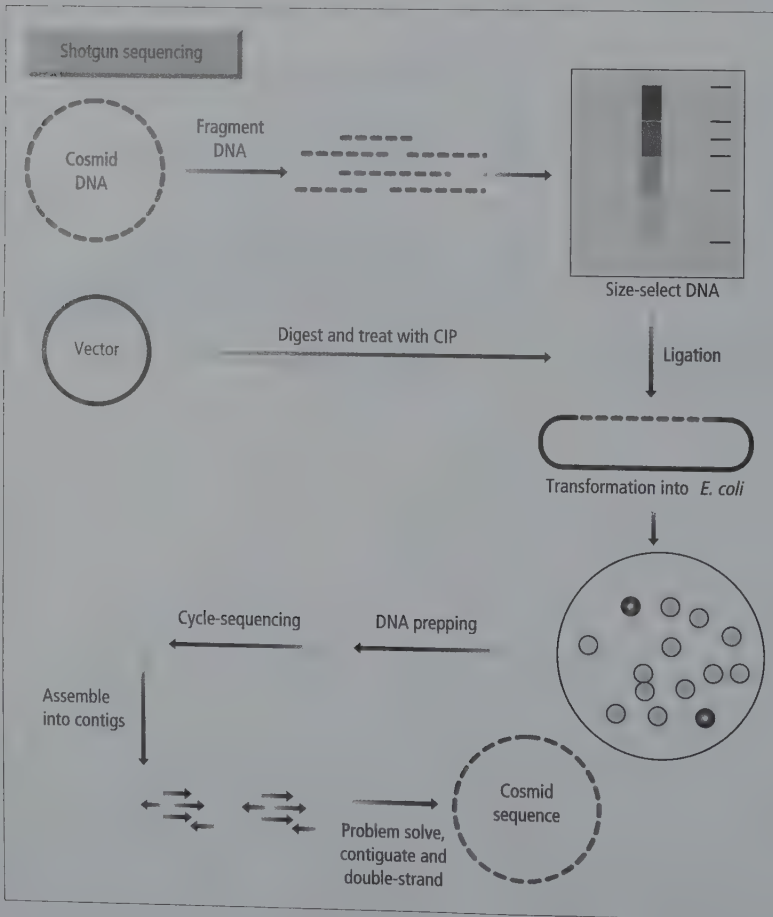 Shotgun sequencing
Cosmid
DNA
Fragment
DNA
Size-select DNA
Vector
Digest and treat with CIP
Ligation
Transformation into E. coli
DNA prepping
Cycle-sequencing
Assemble
into contigs
Problem solve,
contiguate and
double-strand
Cosmid
sequence